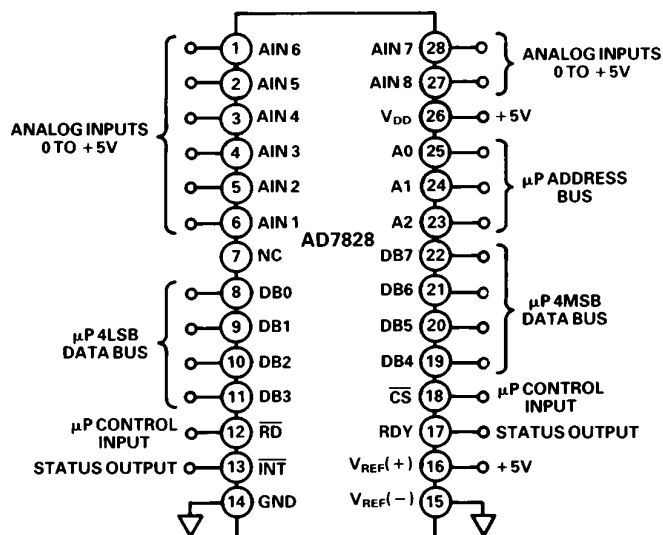 1 AIN 6
2 AIN 5
3 AIN 4
4 AIN 3
5 AIN 2
6 AIN 1
7 NC
8 DB0
9 DB1
10 DB2
11 DB3
12 R̅D̅
13 I̅N̅T̅
14 GND
ANALOG INPUTS
0 TO +5V
µP 4LSB
DATA BUS
µP CONTROL
INPUT
STATUS OUTPUT
AD7828
AIN 7 28
AIN 8 27
VDD 26 +5V
A0 25
A1 24
A2 23
DB7 22
DB6 21
DB5 20
DB4 19
C̅S̅ 18
RDY 17 STATUS OUTPUT
VREF(+) 16 +5V
VREF(−) 15
ANALOG INPUTS
0 TO +5V
µP ADDRESS
BUS
µP 4MSB
DATA BUS
µP CONTROL
INPUT